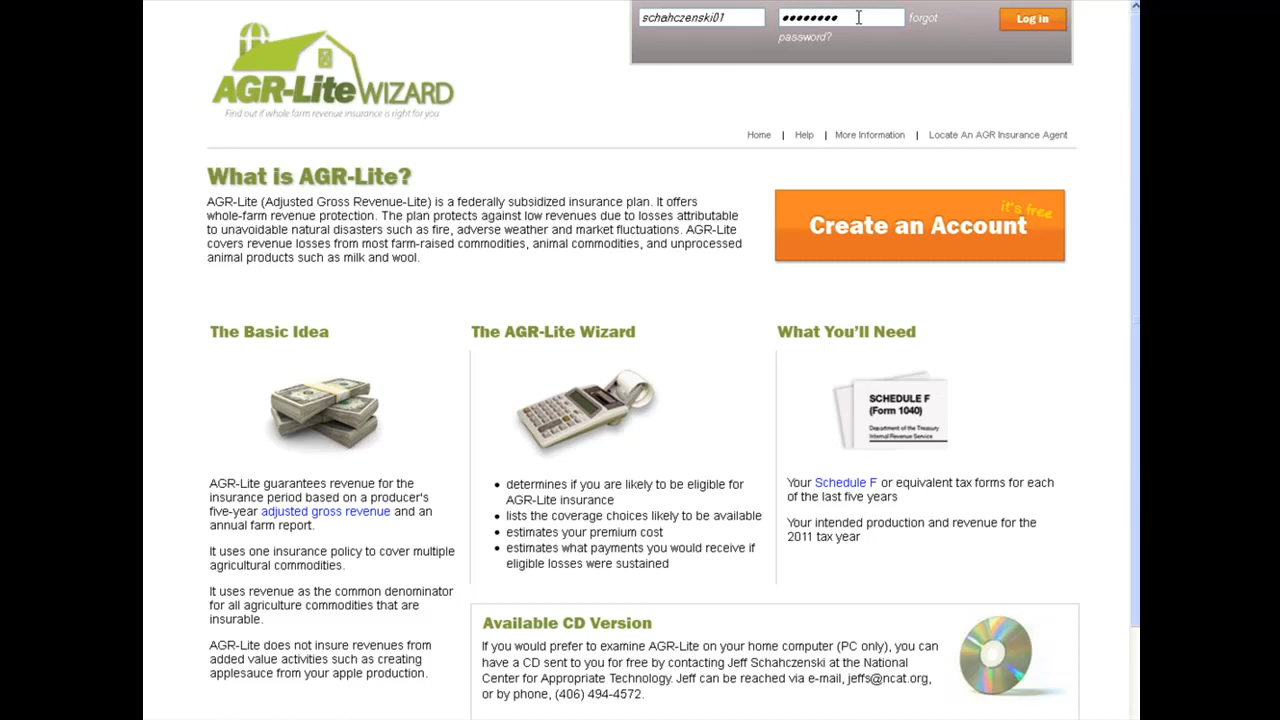 schahczenski01
●●●●●●●●
forgot
password?
Log in
AGR-Lite WIZARD
Find out if whole farm revenue insurance is right for you
Home | Help | More Information | Locate An AGR Insurance Agent
What is AGR-Lite?
AGR-Lite (Adjusted Gross Revenue-Lite) is a federally subsidized insurance plan. It offers
whole-farm revenue protection. The plan protects against low revenues due to losses attributable
to unavoidable natural disasters such as fire, adverse weather and market fluctuations. AGR-Lite
covers revenue losses from most farm-raised commodities, animal commodities, and unprocessed
animal products such as milk and wool.
it's free
Create an Account
The Basic Idea
AGR-Lite guarantees revenue for the
insurance period based on a producer's
five-year adjusted gross revenue and an
annual farm report.
It uses one insurance policy to cover multiple
agricultural commodities.
It uses revenue as the common denominator
for all agriculture commodities that are
insurable.
AGR-Lite does not insure revenues from
added value activities such as creating
applesauce from your apple production.
The AGR-Lite Wizard
• determines if you are likely to be eligible for
AGR-Lite insurance
• lists the coverage choices likely to be available
• estimates your premium cost
• estimates what payments you would receive if
eligible losses were sustained
What You'll Need
SCHEDULE F
(Form 1040)
Department of the Treasury
Internal Revenue Service
Your Schedule F or equivalent tax forms for each
of the last five years
Your intended production and revenue for the
2011 tax year
Available CD Version
If you would prefer to examine AGR-Lite on your home computer (PC only), you can
have a CD sent to you for free by contacting Jeff Schahczenski at the National
Center for Appropriate Technology. Jeff can be reached via e-mail, jeffs@ncat.org,
or by phone, (406) 494-4572.